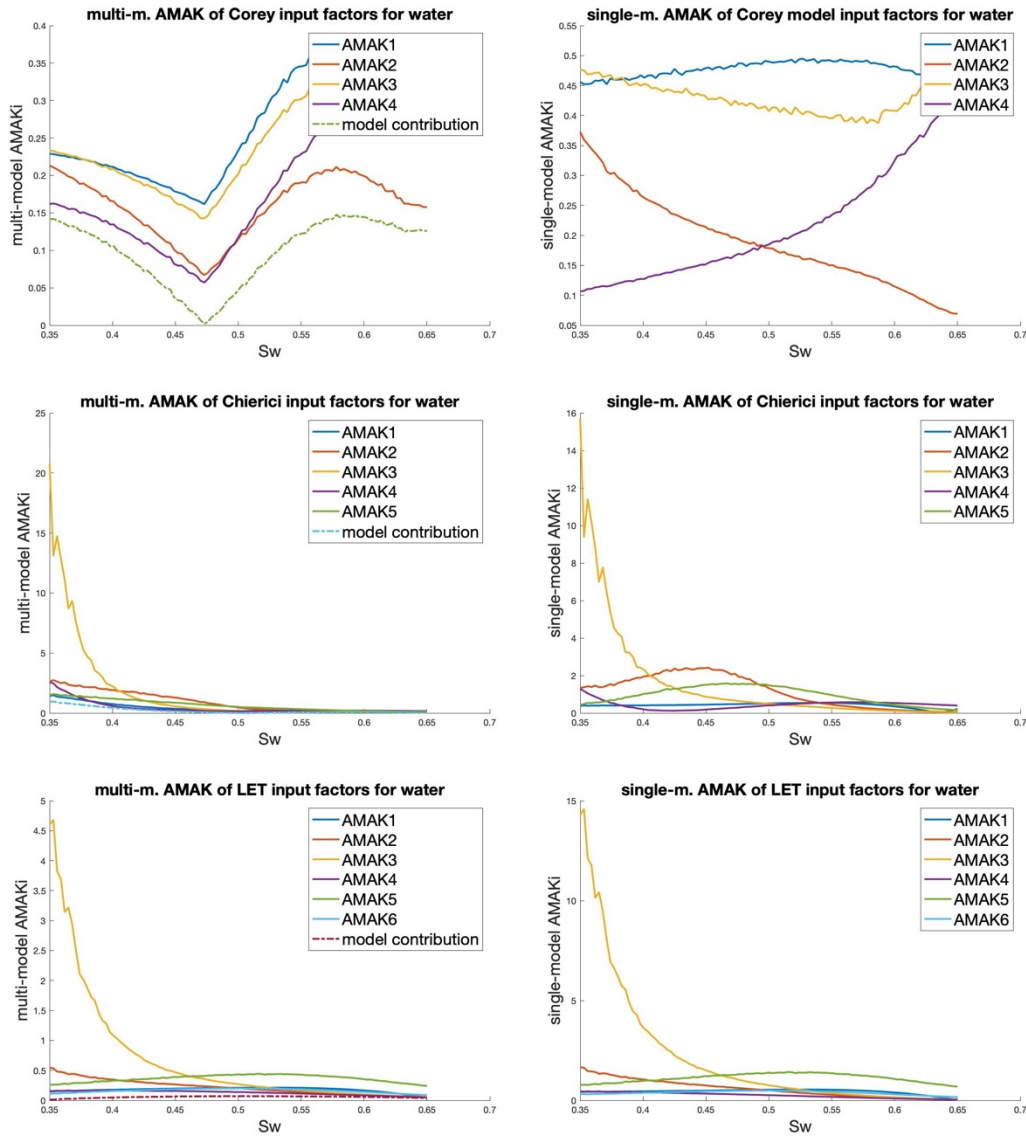 multi-m. AMAK of Corey input factors for water
multi-model AMAKi
0.4
0.35
0.3
0.25
0.2
0.15
0.1
0.05
0
0.35
0.4
0.45
0.5
0.55
0.6
0.65
0.7
Sw
AMAK1
AMAK2
AMAK3
AMAK4
model contribution
single-m. AMAK of Corey model input factors for water
single-model AMAKi
0.55
0.5
0.45
0.4
0.35
0.3
0.25
0.2
0.15
0.1
0.05
0.35
0.4
0.45
0.5
0.55
0.6
0.65
0.7
Sw
AMAK1
AMAK2
AMAK3
AMAK4
multi-m. AMAK of Chierici input factors for water
multi-model AMAKi
25
20
15
10
5
0
0.35
0.4
0.45
0.5
0.55
0.6
0.65
0.7
Sw
AMAK1
AMAK2
AMAK3
AMAK4
AMAK5
model contribution
single-m. AMAK of Chierici input factors for water
single-model AMAKi
16
14
12
10
8
6
4
2
0
0.35
0.4
0.45
0.5
0.55
0.6
0.65
0.7
Sw
AMAK1
AMAK2
AMAK3
AMAK4
AMAK5
multi-m. AMAK of LET input factors for water
multi-model AMAKi
5
4.5
4
3.5
3
2.5
2
1.5
1
0.5
0
0.35
0.4
0.45
0.5
0.55
0.6
0.65
0.7
Sw
AMAK1
AMAK2
AMAK3
AMAK4
AMAK5
AMAK6
model contribution
single-m. AMAK of LET input factors for water
single-model AMAKi
15
10
5
0
0.35
0.4
0.45
0.5
0.55
0.6
0.65
0.7
Sw
AMAK1
AMAK2
AMAK3
AMAK4
AMAK5
AMAK6